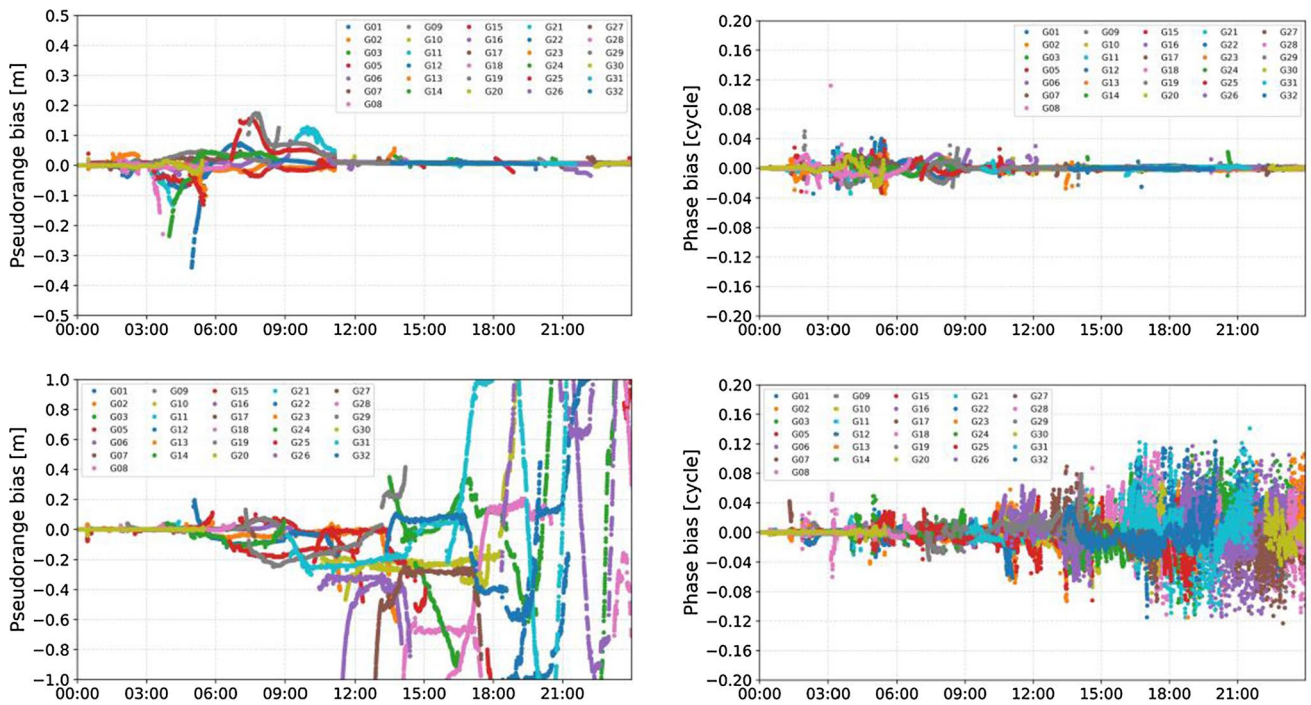 Pseudorange bias [m]
0.5
0.4
0.3
0.2
0.1
0.0
−0.1
−0.2
−0.3
−0.4
−0.5
G01 G09 G15 G21 G27
G02 G10 G16 G22 G28
G03 G11 G17 G23 G29
G05 G12 G18 G24 G30
G06 G13 G19 G25 G31
G07 G14 G20 G26 G32
G08
00:00 03:00 06:00 09:00 12:00 15:00 18:00 21:00
Phase bias [cycle]
0.20
0.16
0.12
0.08
0.04
0.00
−0.04
−0.08
−0.12
−0.16
−0.20
G01 G09 G15 G21 G27
G02 G10 G16 G22 G28
G03 G11 G17 G23 G29
G05 G12 G18 G24 G30
G06 G13 G19 G25 G31
G07 G14 G20 G26 G32
G08
00:00 03:00 06:00 09:00 12:00 15:00 18:00 21:00
Pseudorange bias [m]
1.0
0.8
0.6
0.4
0.2
0.0
−0.2
−0.4
−0.6
−0.8
−1.0
G01 G09 G15 G21 G27
G02 G10 G16 G22 G28
G03 G11 G17 G23 G29
G05 G12 G18 G24 G30
G06 G13 G19 G25 G31
G07 G14 G20 G26 G32
G08
00:00 03:00 06:00 09:00 12:00 15:00 18:00 21:00
Phase bias [cycle]
0.20
0.16
0.12
0.08
0.04
0.00
−0.04
−0.08
−0.12
−0.16
−0.20
G01 G09 G15 G21 G27
G02 G10 G16 G22 G28
G03 G11 G17 G23 G29
G05 G12 G18 G24 G30
G06 G13 G19 G25 G31
G07 G14 G20 G26 G32
G08
00:00 03:00 06:00 09:00 12:00 15:00 18:00 21:00